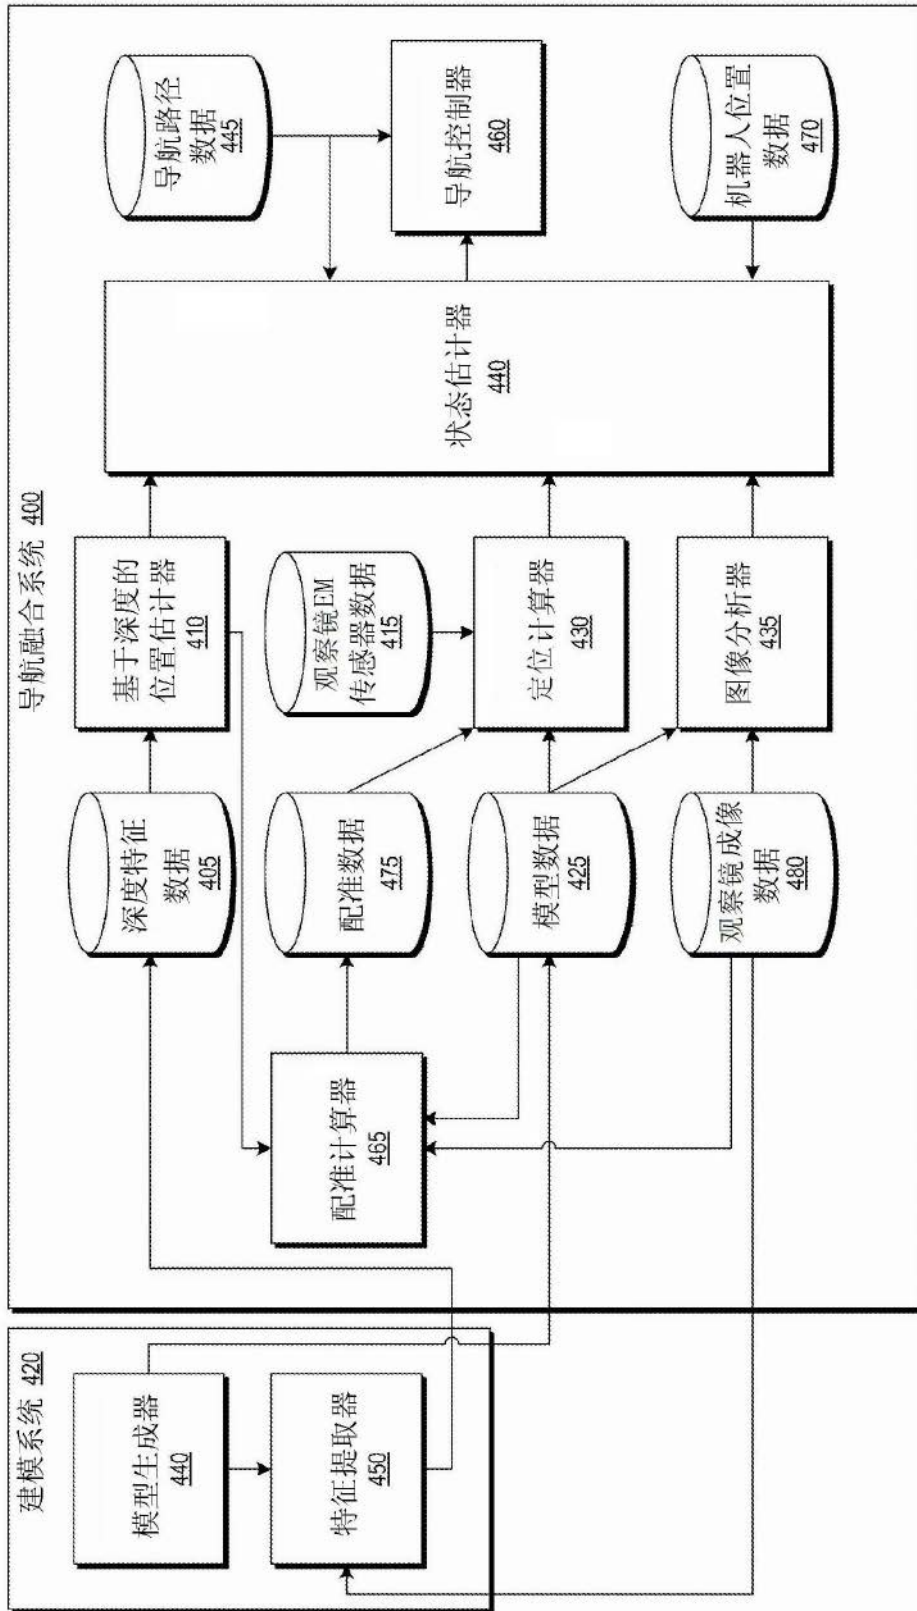 建模系统 420
模型生成器
440
特征提取器
450
导航融合系统 400
深度特征
数据
405
基于深度的
位置估计器
410
导航路径
数据
445
导航控制器
460
配准计算器
465
配准数据
475
观察镜EM
传感器数据
415
模型数据
425
定位计算器
430
状态估计器
440
观察镜成像
数据
480
图像分析器
435
机器人位置
数据
470